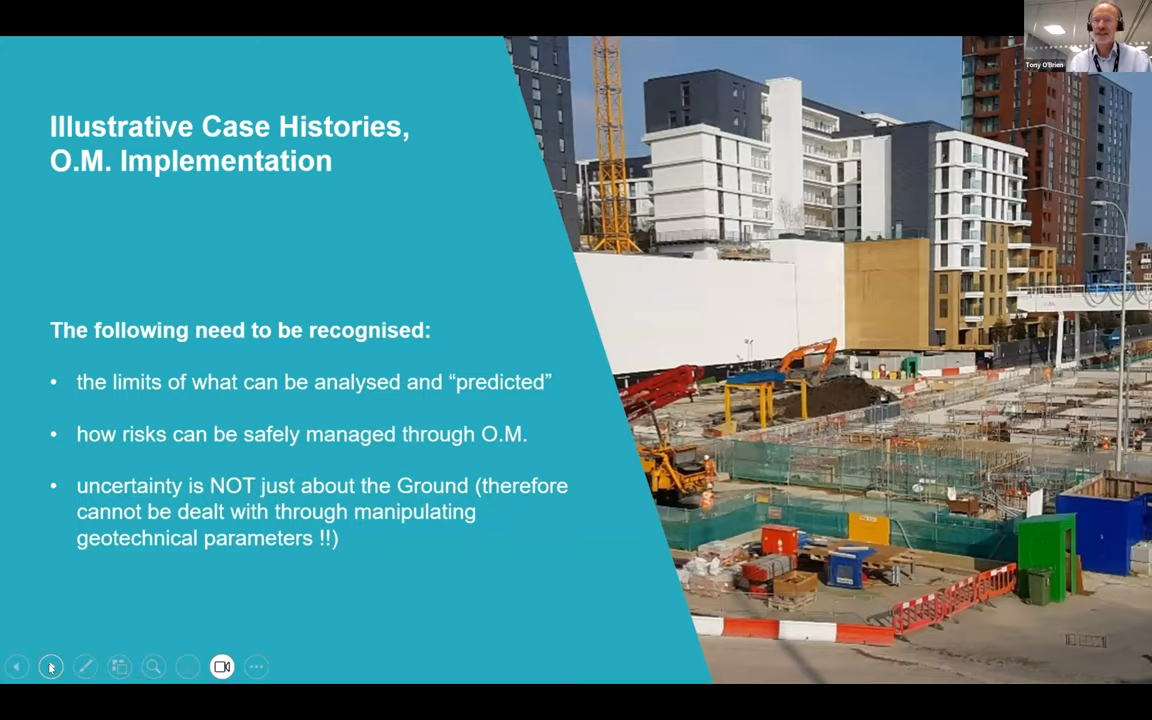 Tony O'Brien
Illustrative Case Histories,
O.M. Implementation
The following need to be recognised:
• the limits of what can be analysed and “predicted”
• how risks can be safely managed through O.M.
• uncertainty is NOT just about the Ground (therefore
cannot be dealt with through manipulating
geotechnical parameters !!)